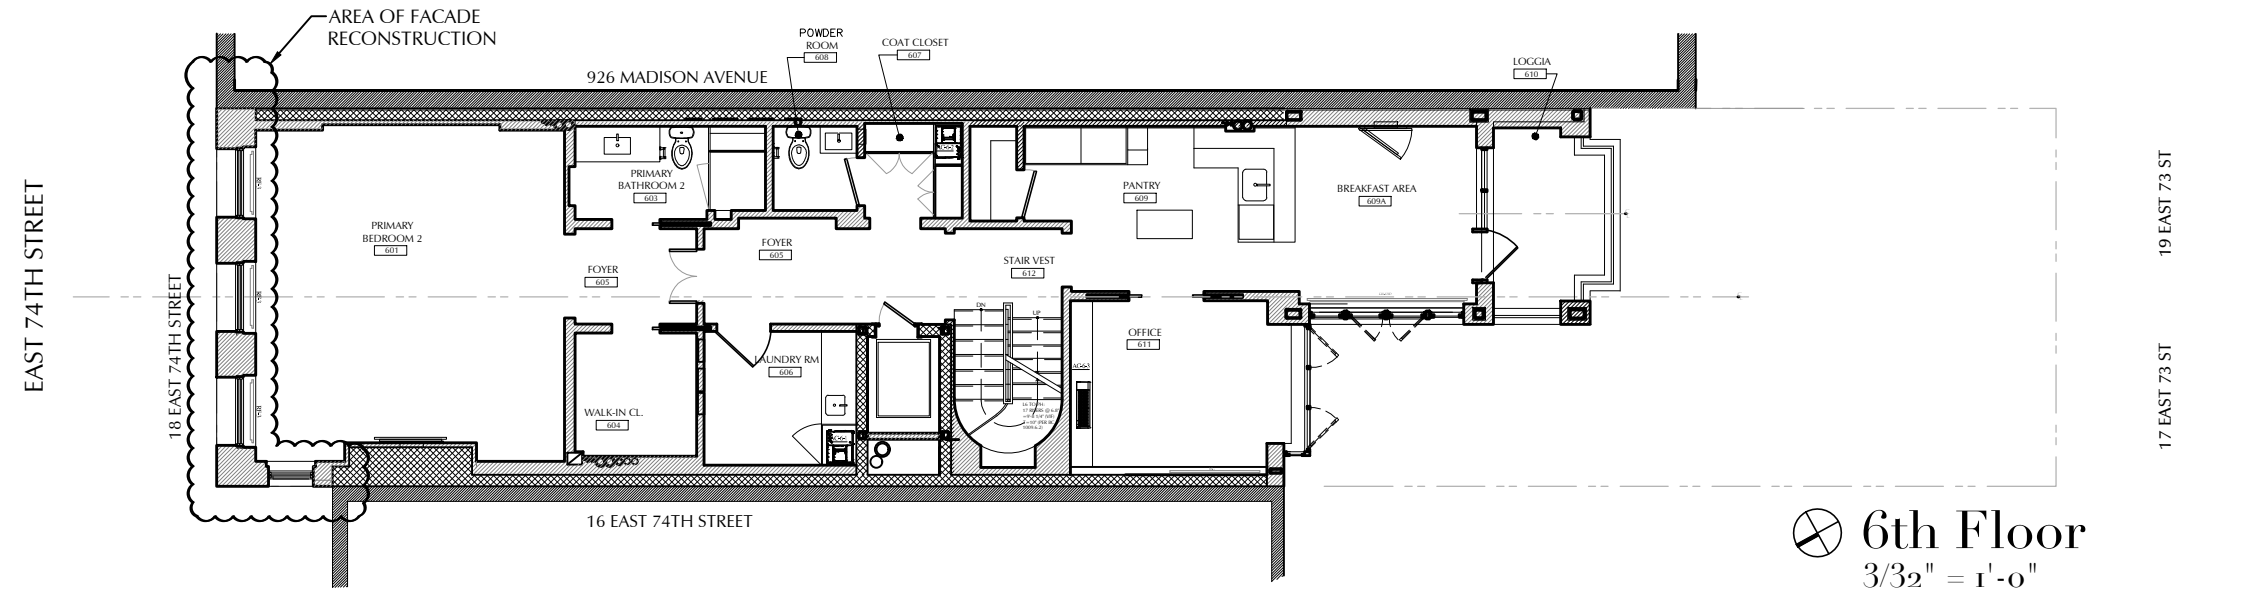 AREA OF FACADE
RECONSTRUCTION
926 MADISON AVENUE
POWDER
ROOM
608
COAT CLOSET
607
LOGGIA
610
EAST 74TH STREET
18 EAST 74TH STREET
19 EAST 73 ST
17 EAST 73 ST
PRIMARY
BATHROOM 2
603
PANTRY
609
BREAKFAST AREA
609A
PRIMARY
BEDROOM 2
601
FOYER
605
FOYER
605
STAIR VEST
612
DN
UP
OFFICE
611
LAUNDRY RM
606
AC-6-3
WALK-IN CL.
604
16 EAST 74TH STREET
6th Floor
3/32" = 1'-0"